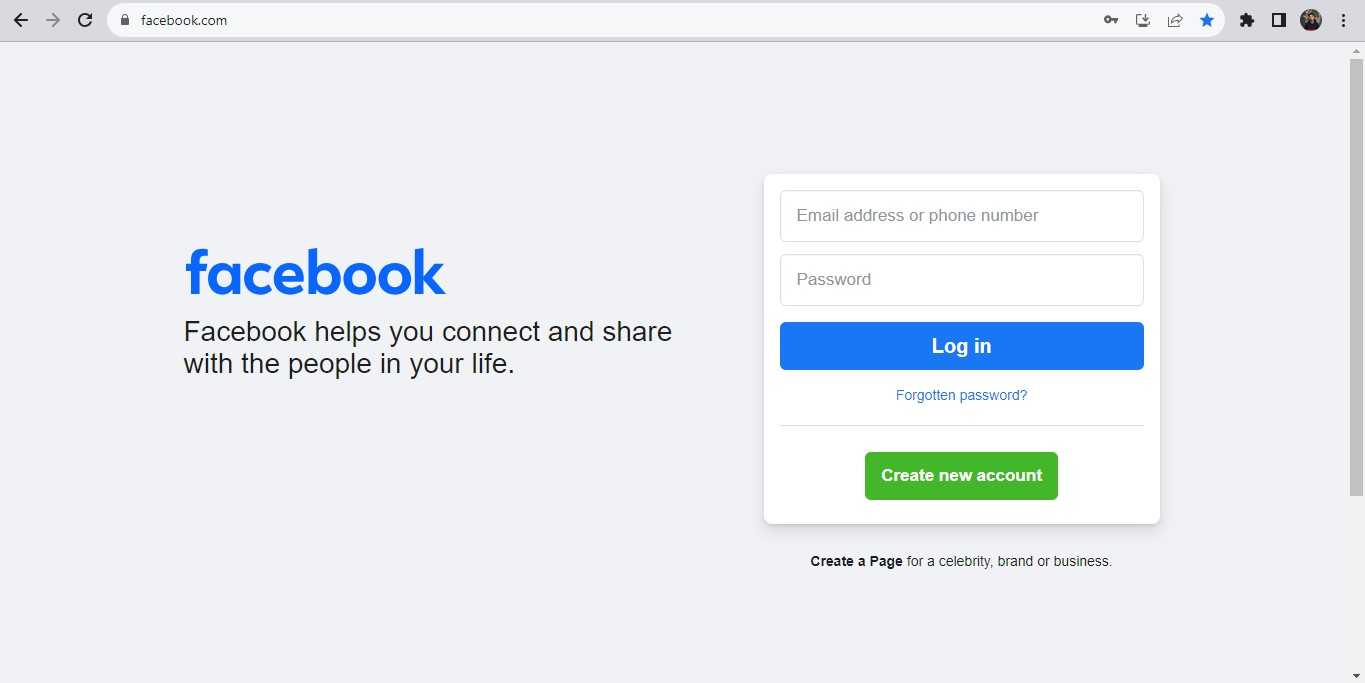 facebook.com
facebook
Facebook helps you connect and share
with the people in your life.
Email address or phone number
Password
Log in
Forgotten password?
Create new account
Create a Page for a celebrity, brand or business.